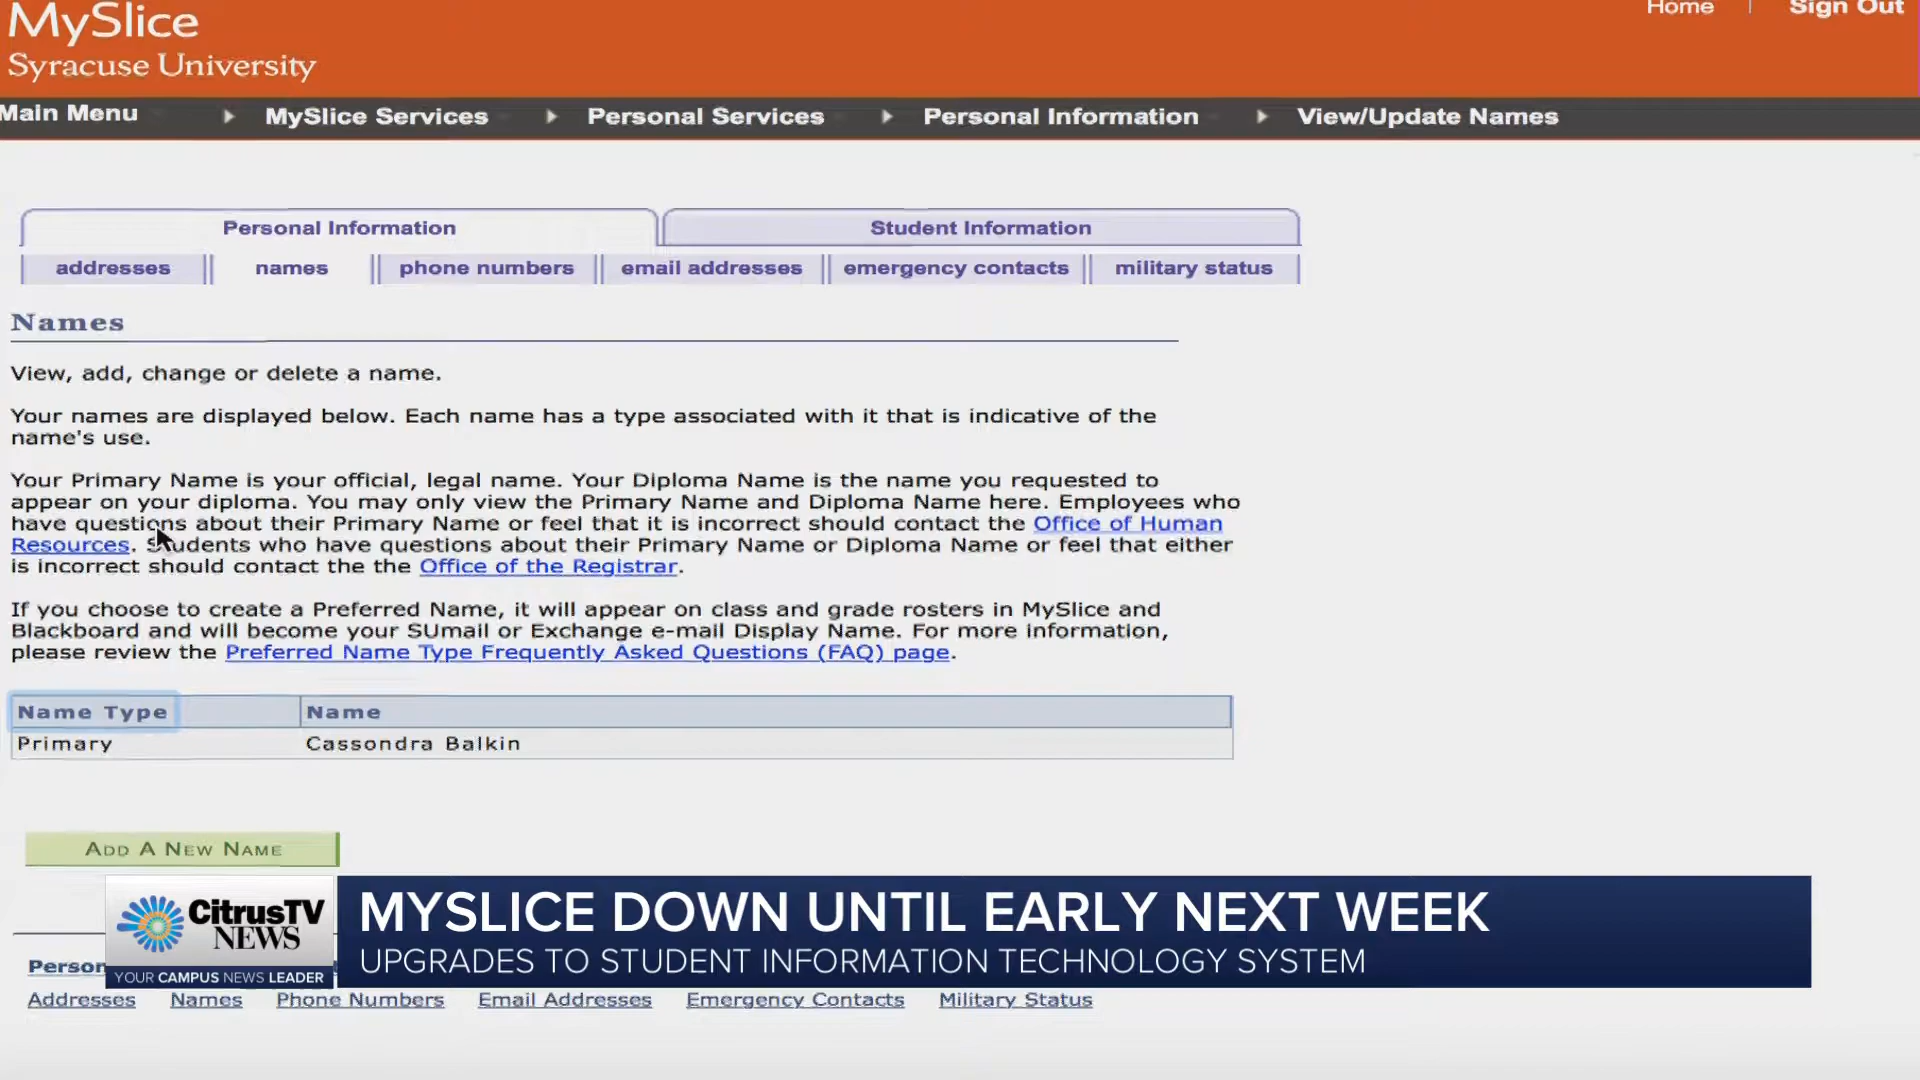 MySlice
Syracuse University
Home | Sign Out
Main Menu MySlice Services Personal Services Personal Information View/Update Names
Personal Information Student Information
addresses names phone numbers email addresses emergency contacts military status
Names
View, add, change or delete a name.
Your names are displayed below. Each name has a type associated with it that is indicative of the
name's use.
Your Primary Name is your official, legal name. Your Diploma Name is the name you requested to
appear on your diploma. You may only view the Primary Name and Diploma Name here. Employees who
have questions about their Primary Name or feel that it is incorrect should contact the Office of Human
Resources. Students who have questions about their Primary Name or Diploma Name or feel that either
is incorrect should contact the the Office of the Registrar.
If you choose to create a Preferred Name, it will appear on class and grade rosters in MySlice and
Blackboard and will become your SUmail or Exchange e-mail Display Name. For more information,
please review the Preferred Name Type Frequently Asked Questions (FAQ) page.
Name Type Name
Primary Cassondra Balkin
ADD A NEW NAME
CitrusTV
NEWS
YOUR CAMPUS NEWS LEADER
MYSLICE DOWN UNTIL EARLY NEXT WEEK
UPGRADES TO STUDENT INFORMATION TECHNOLOGY SYSTEM
Person
Addresses Names Phone Numbers Email Addresses Emergency Contacts Military Status